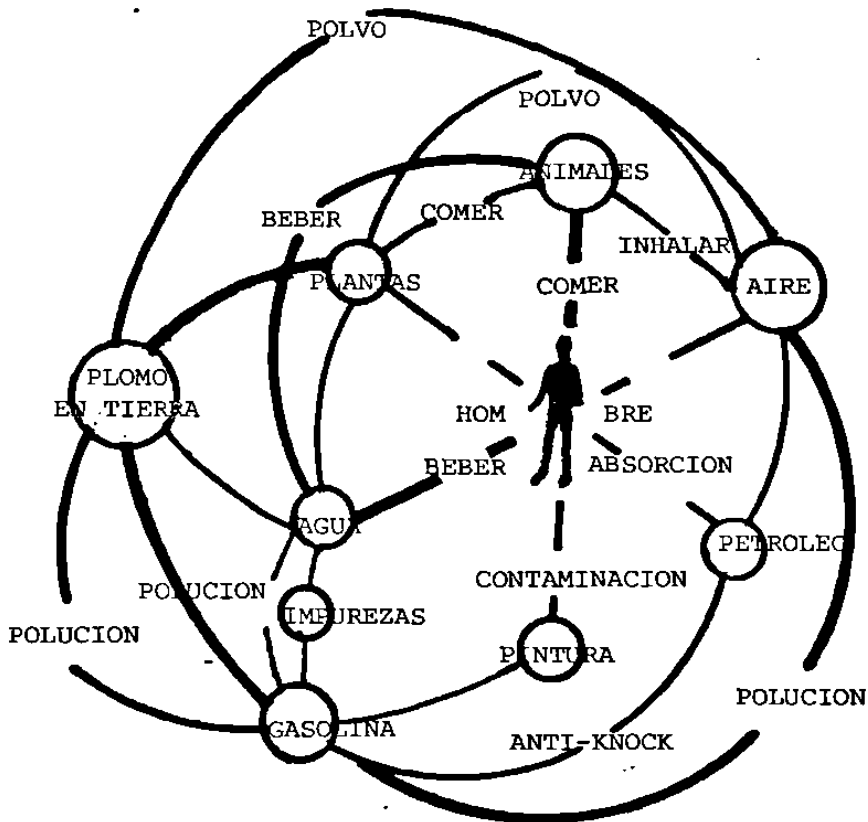 POLVO
POLVO
ANIMALES
COMER
BEBER
INHALAR
PLANTAS
COMER
AIRE
PLOMO
EN TIERRA
HOM BRE
BEBER
ABSORCION
AGUA
PETROLEO
CONTAMINACION
POLUCION
IMPUREZAS
POLUCION
PINTURA
POLUCION
GASOLINA
ANTI-KNOCK